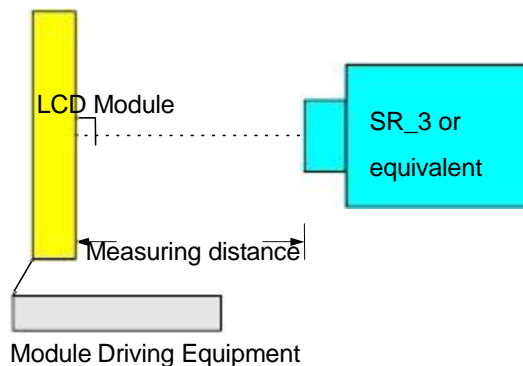 LCD Module
SR_3 or
equivalent
Measuring distance
Module Driving Equipment